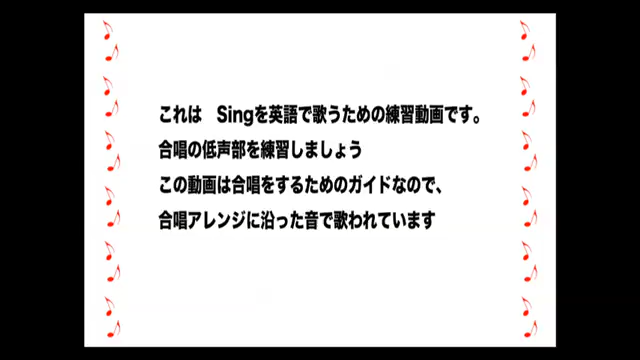 これは　Singを英語で歌うための練習動画です。
合唱の低声部を練習しましょう
この動画は合唱をするためのガイドなので、
合唱アレンジに沿った音で歌われています